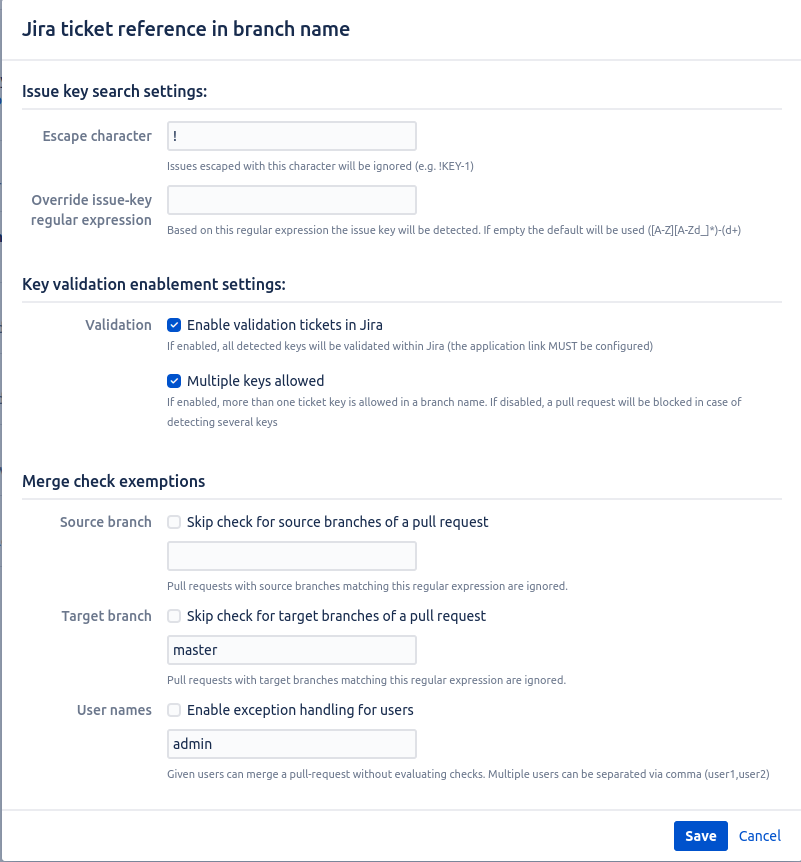 Jira ticket reference in branch name
Issue key search settings:
Escape character
!
Issues escaped with this character will be ignored (e.g. !KEY-1)
Override issue-key
regular expression
Based on this regular expression the issue key will be detected. If empty the default will be used ([A-Z][A-Zd_]*)-(d+)
Key validation enablement settings:
Validation
Enable validation tickets in Jira
If enabled, all detected keys will be validated within Jira (the application link MUST be configured)
Multiple keys allowed
If enabled, more than one ticket key is allowed in a branch name. If disabled, a pull request will be blocked in case of
detecting several keys
Merge check exemptions
Source branch
Skip check for source branches of a pull request
Pull requests with source branches matching this regular expression are ignored.
Target branch
Skip check for target branches of a pull request
master
Pull requests with target branches matching this regular expression are ignored.
User names
Enable exception handling for users
admin
Given users can merge a pull-request without evaluating checks. Multiple users can be separated via comma (user1,user2)
Save
Cancel